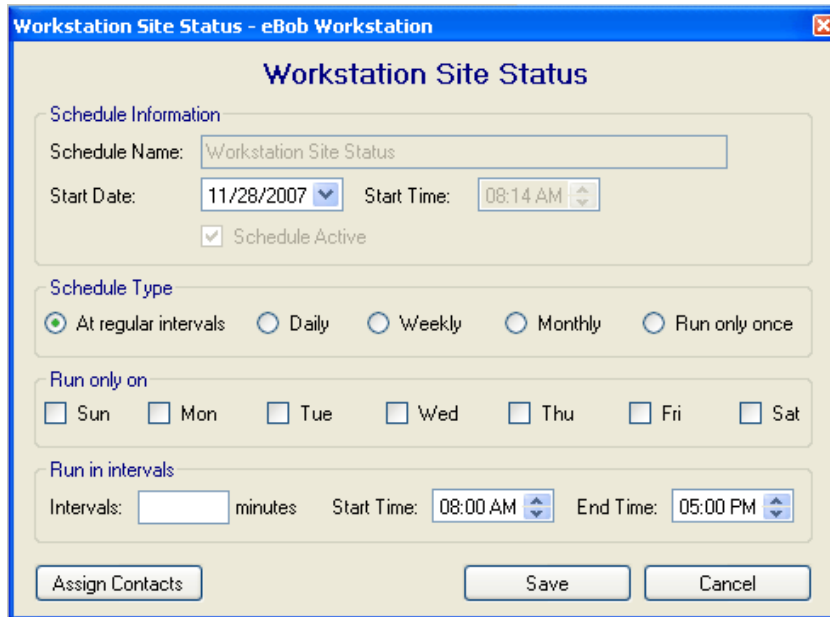 Workstation Site Status - eBob Workstation
Workstation Site Status
Schedule Information
Schedule Name: Workstation Site Status
Start Date: 11/28/2007 Start Time: 08:14 AM
Schedule Active
Schedule Type
At regular intervals Daily Weekly Monthly Run only once
Run only on
Sun Mon Tue Wed Thu Fri Sat
Run in intervals
Intervals: minutes Start Time: 08:00 AM End Time: 05:00 PM
Assign Contacts Save Cancel